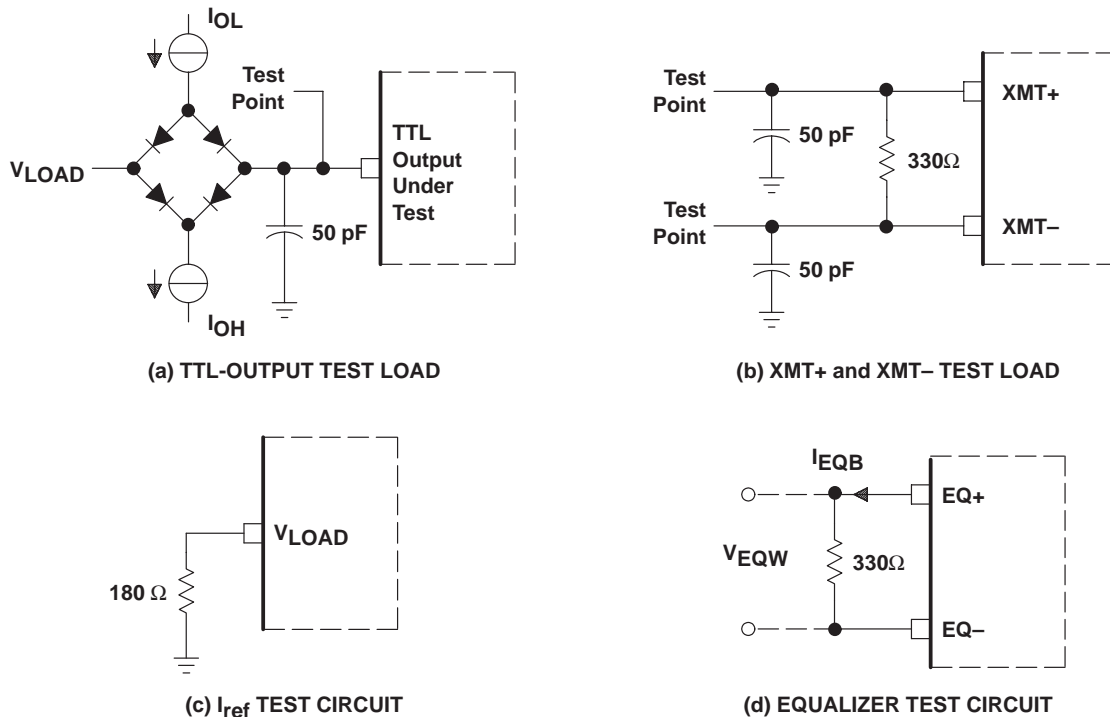 IOL
Test
Point
VLOAD
TTL
Output
Under
Test
50 pF
IOH
(a) TTL-OUTPUT TEST LOAD
Test
Point
XMT+
50 pF
330Ω
Test
Point
XMT–
50 pF
(b) XMT+ and XMT– TEST LOAD
VLOAD
180 Ω
(c) Iref TEST CIRCUIT
IEQB
EQ+
VEQW
330Ω
EQ–
(d) EQUALIZER TEST CIRCUIT